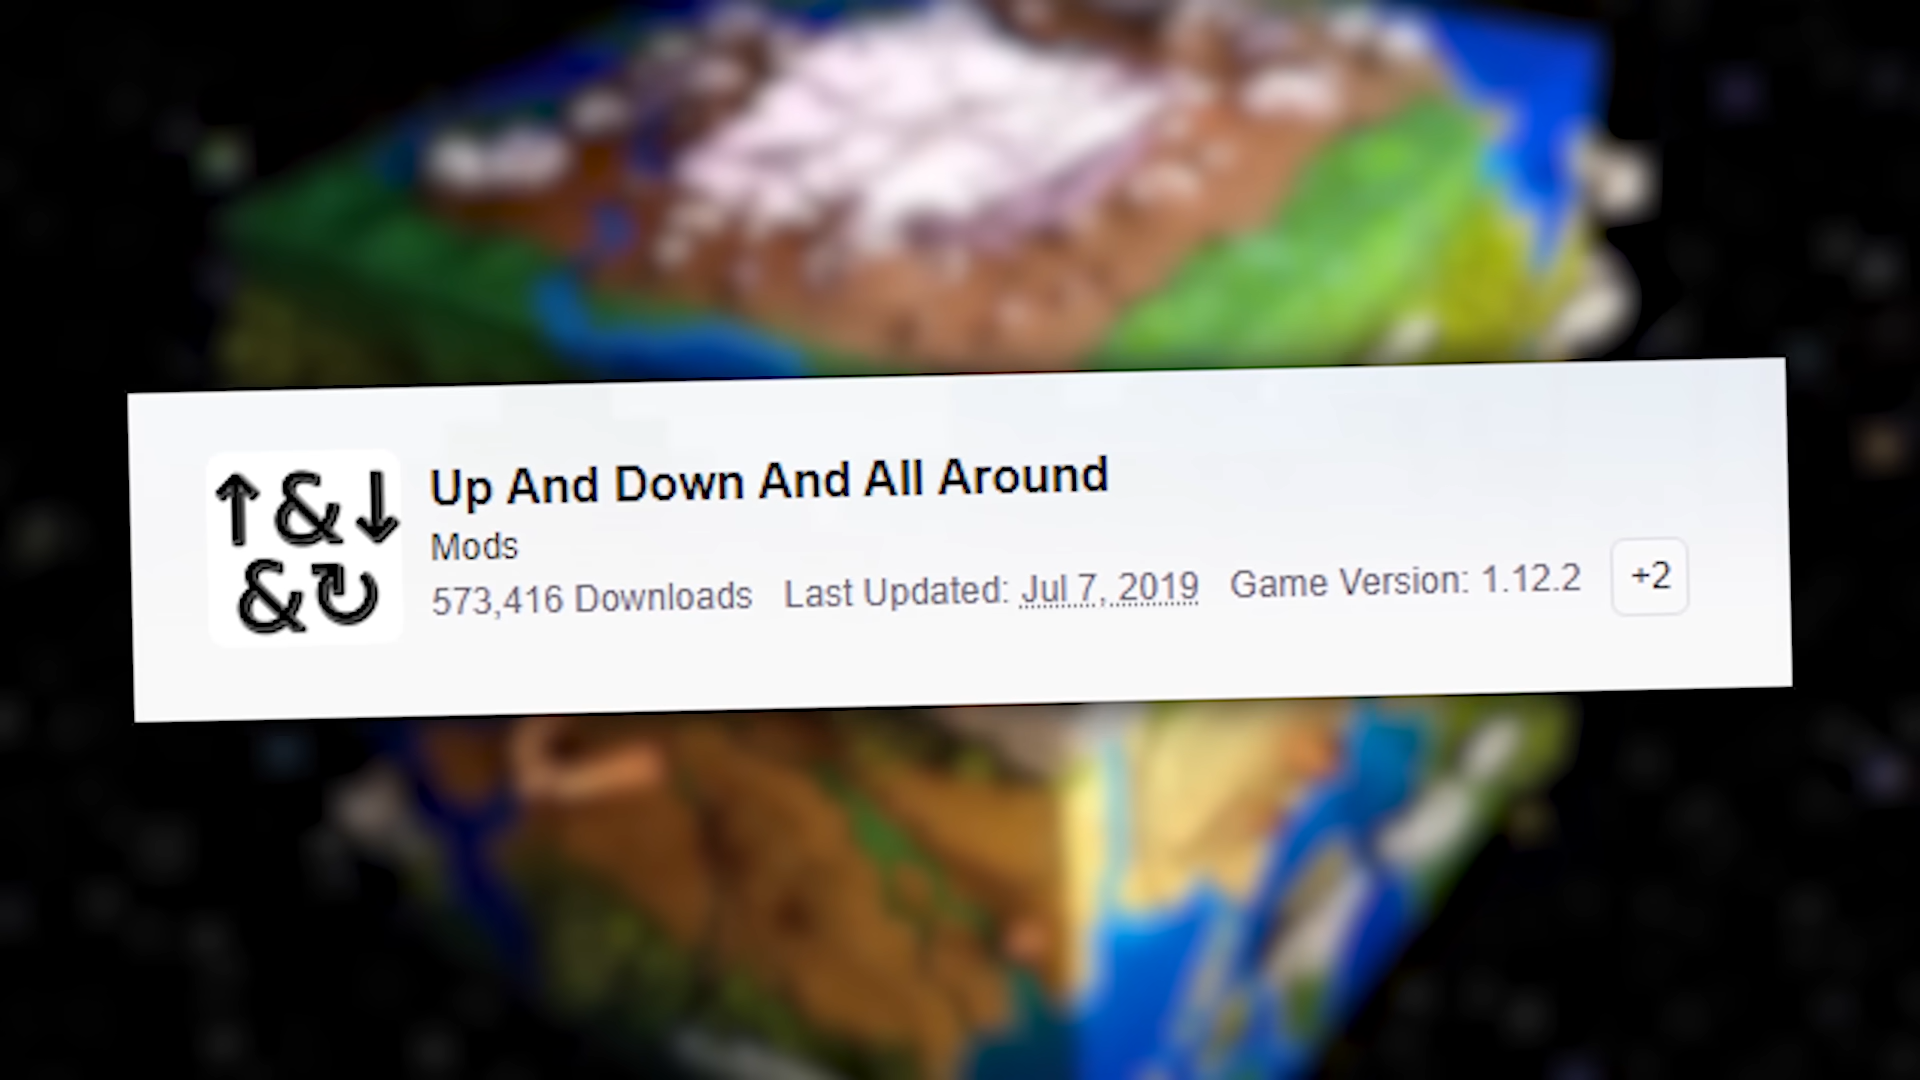 ↑&↓
&↻
Up And Down And All Around
Mods
573,416 Downloads Last Updated: Jul 7, 2019 Game Version: 1.12.2 +2